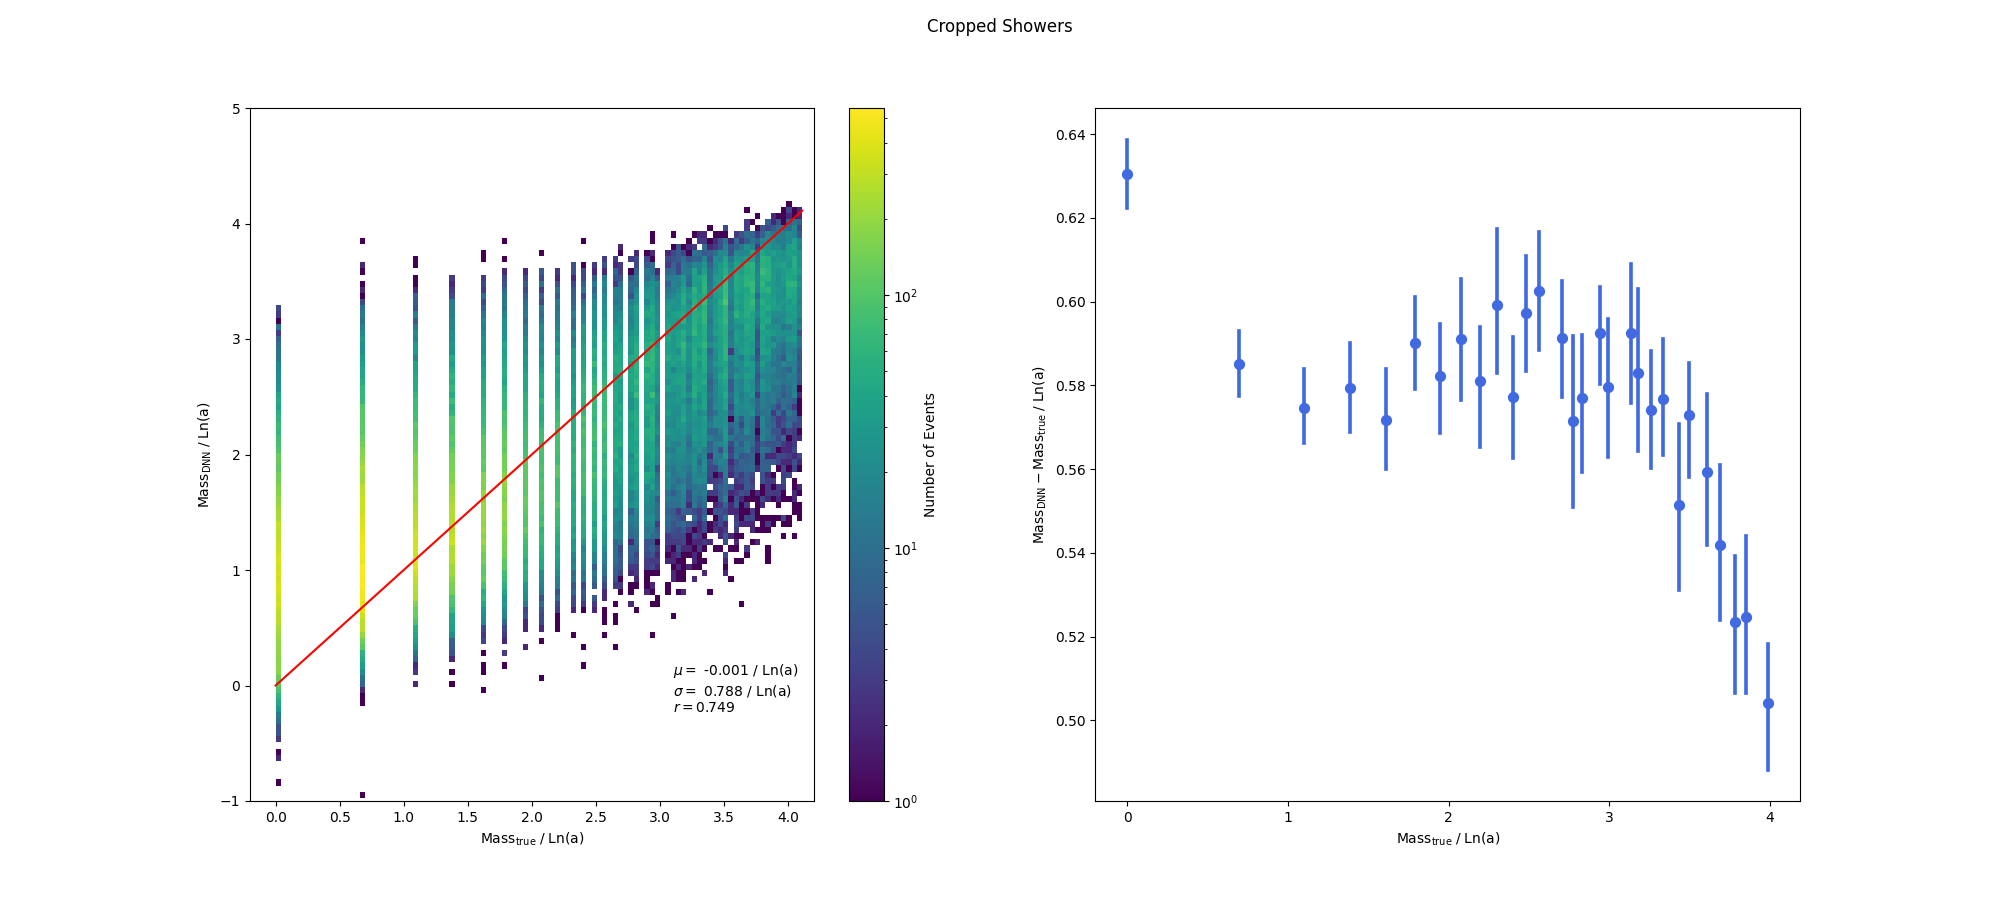 Cropped Showers
Mass_DNN / Ln(a)
5
4
3
2
1
0
−1
μ = -0.001 / Ln(a)
σ = 0.788 / Ln(a)
r = 0.749
0.0 0.5 1.0 1.5 2.0 2.5 3.0 3.5 4.0
Mass_true / Ln(a)
10^2
10^1
10^0
Number of Events
Mass_DNN − Mass_true / Ln(a)
0.64
0.62
0.60
0.58
0.56
0.54
0.52
0.50
0 1 2 3 4
Mass_true / Ln(a)